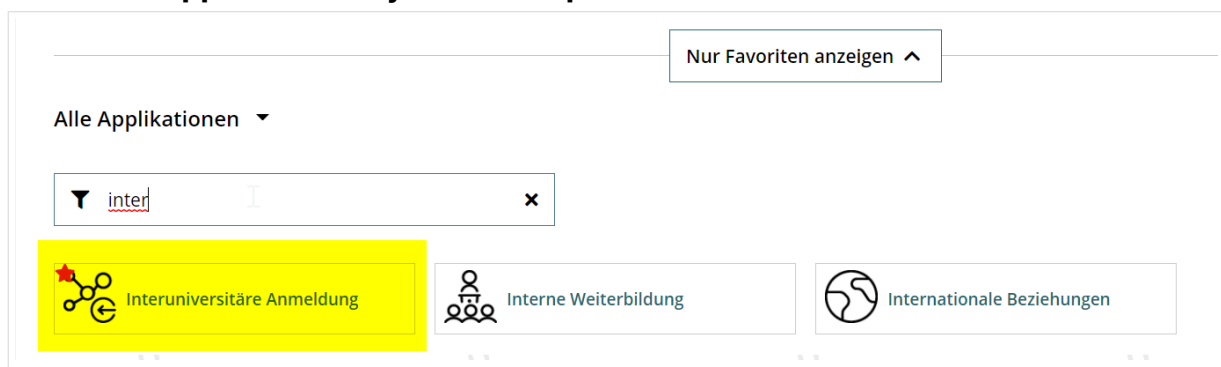 Nur Favoriten anzeigen
Alle Applikationen
inter
Interuniversitäre Anmeldung
Interne Weiterbildung
Internationale Beziehungen